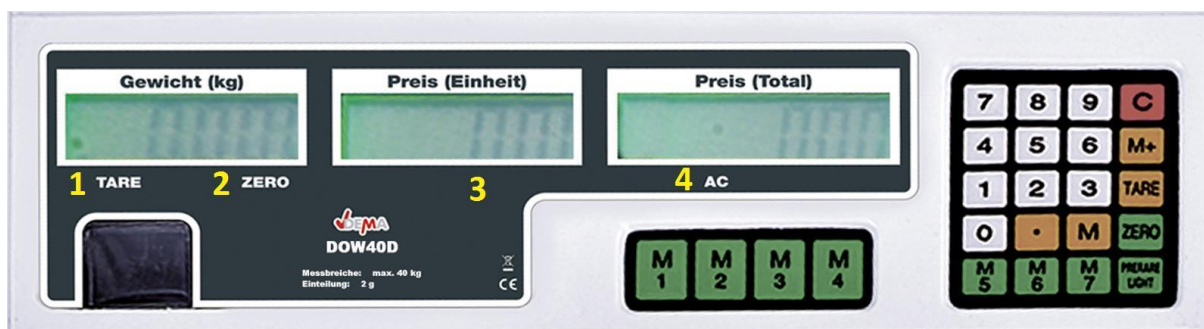 Gewicht (kg)
Preis (Einheit)
Preis (Total)
1 TARE
2 ZERO
3
4 AC
DEMA
DOW40D
Messbreiche: max. 40 kg
Einteilung: 2 g
CE
M 1
M 2
M 3
M 4
7 8 9 C
4 5 6 M+
1 2 3 TARE
0 . M ZERO
M 5
M 6
M 7
PRERARE LIGHT